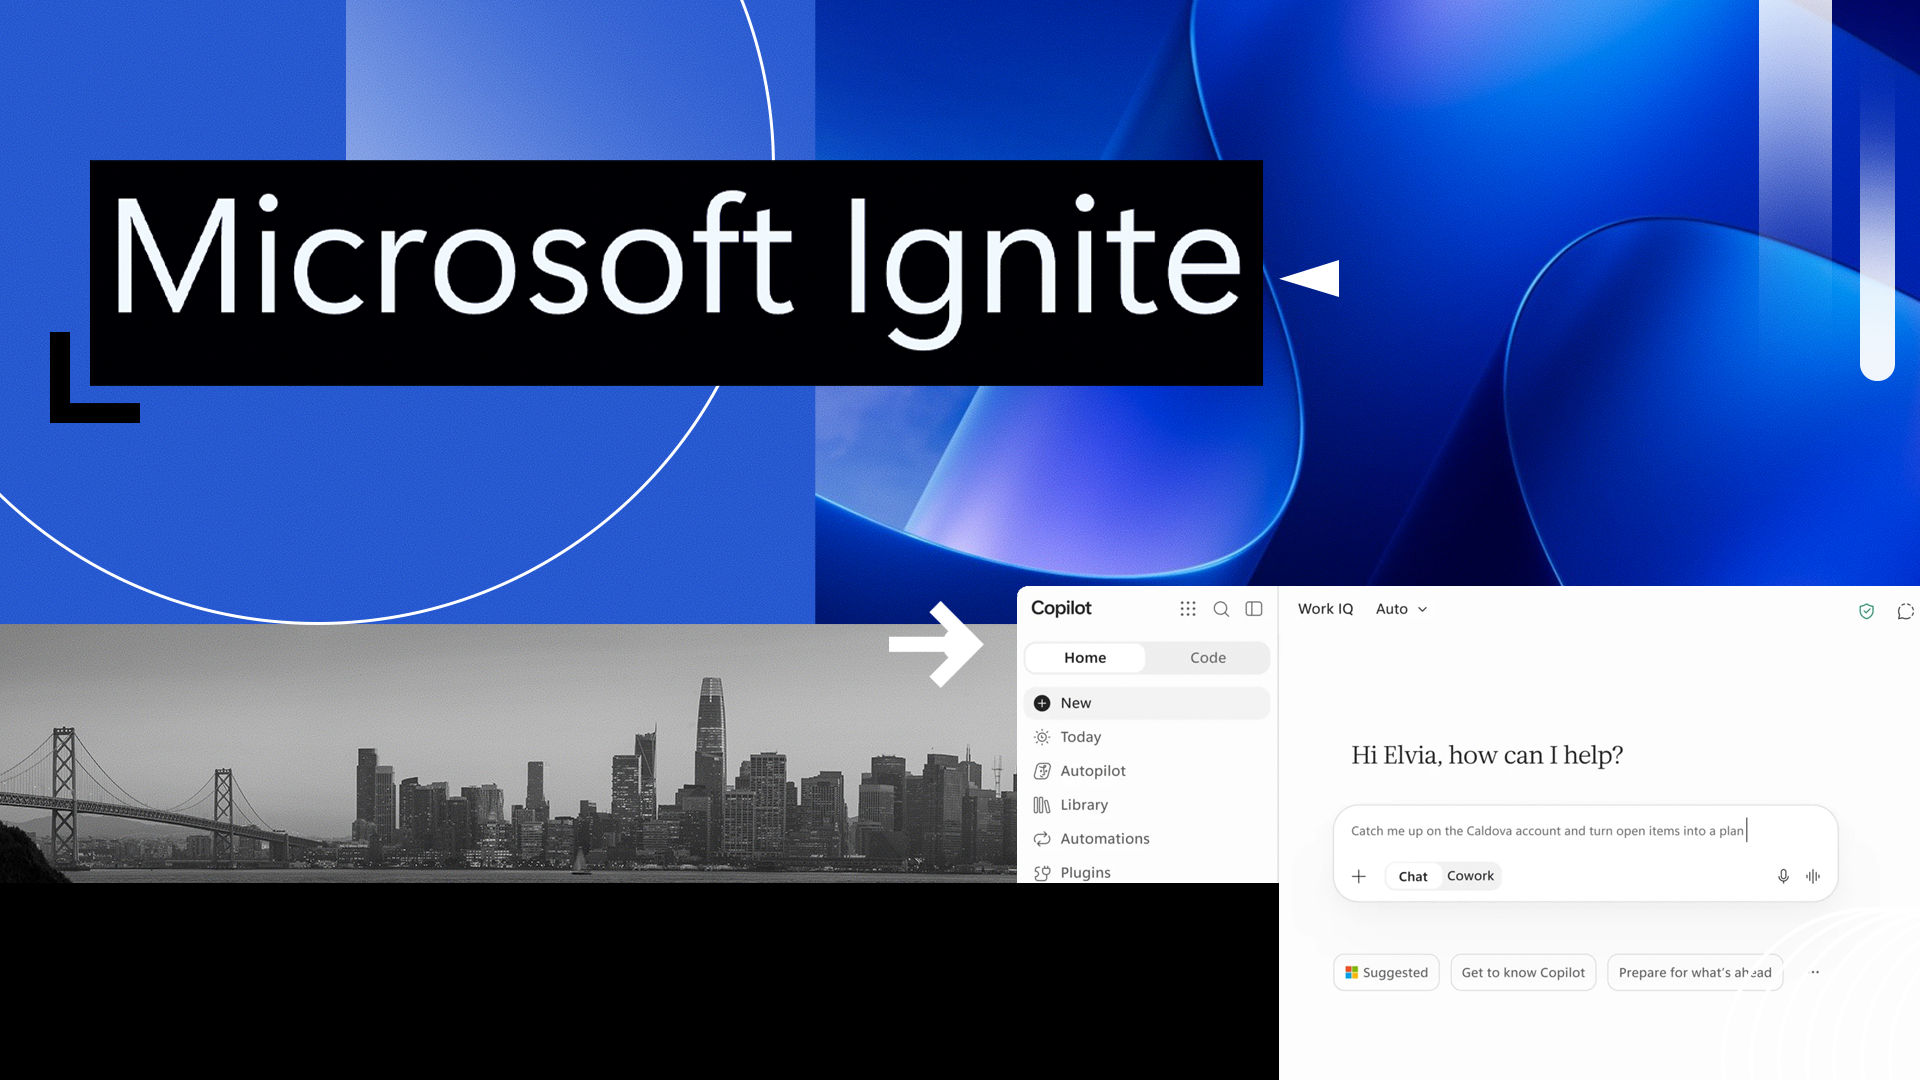 Microsoft Ignite
Copilot
Work IQ Auto
Home Code
New
Today
Autopilot
Library
Automations
Plugins
Hi Elvia, how can I help?
Catch me up on the Caldova account and turn open items into a plan
Chat Cowork
Suggested Get to know Copilot Prepare for what's ahead